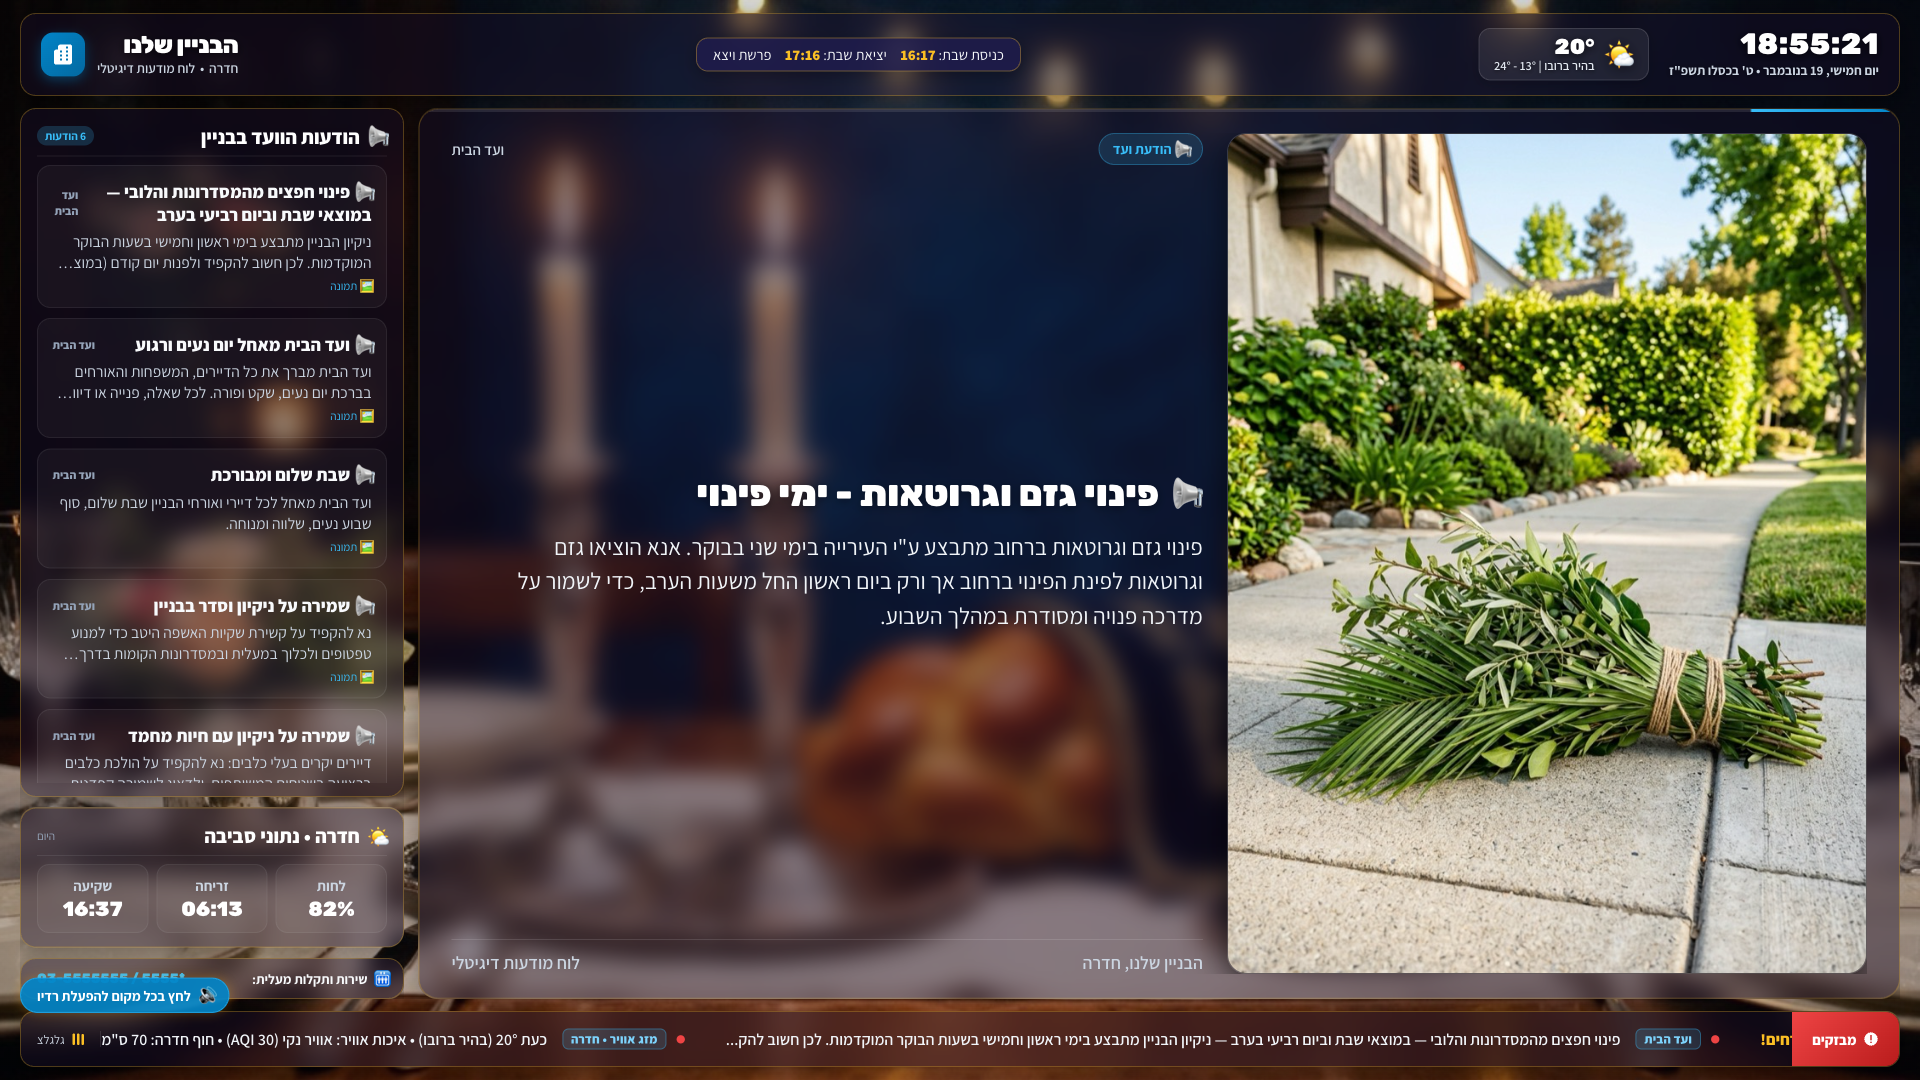 18:55:21
יום חמישי, 19 בנובמבר • ט' בכסלו תשפ"ז
20°
בהיר ברובו | 13° - 24°
כניסת שבת: 16:17 יציאת שבת: 17:16 פרשת ויצא
הבניין שלנו
חדרה • לוח מודעות דיגיטלי
הודעת ועד
ועד הבית
פינוי גזם וגרוטאות - ימי פינוי
פינוי גזם וגרוטאות ברחוב מתבצע ע"י העירייה בימי שני בבוקר. אנא הוציאו גזם
וגרוטאות לפינת הפינוי ברחוב אך ורק ביום ראשון החל משעות הערב, כדי לשמור על
מדרכה פנויה ומסודרת במהלך השבוע.
הבניין שלנו, חדרה
לוח מודעות דיגיטלי
הודעות הוועד בבניין
6 הודעות
פינוי חפצים מהמסדרונות והלובי —
במוצאי שבת וביום רביעי בערב
ועד
הבית
ניקיון הבניין מתבצע בימי ראשון וחמישי בשעות הבוקר
המוקדמות. לכן חשוב להקפיד ולפנות יום קודם (במוצ...
תמונה
ועד הבית מאחל יום נעים ורגוע
ועד הבית
ועד הבית מברך את כל הדיירים, המשפחות והאורחים
בברכת יום נעים, שקט ופורה. לכל שאלה, פנייה או דיוו...
תמונה
שבת שלום ומבורכת
ועד הבית
ועד הבית מאחל לכל דיירי ואורחי הבניין שבת שלום, סוף
שבוע נעים, שלווה ומנוחה.
תמונה
שמירה על ניקיון וסדר בבניין
ועד הבית
נא להקפיד על קשירת שקיות האשפה היטב כדי למנוע
טפטופים ולכלוך במעלית ובמסדרונות הקומות בדרך...
תמונה
שמירה על ניקיון עם חיות מחמד
ועד הבית
דיירים יקרים בעלי כלבים: נא להקפיד על הולכת כלבים
חדרה • נתוני סביבה
היום
לחות
82%
זריחה
06:13
שקיעה
16:37
שירות ותקלות מעלית:
לחץ בכל מקום להפעלת רדיו
מבזקים
ועד הבית
פינוי חפצים מהמסדרונות והלובי — במוצאי שבת וביום רביעי בערב — ניקיון הבניין מתבצע בימי ראשון וחמישי בשעות הבוקר המוקדמות. לכן חשוב להק...
מזג אוויר • חדרה
כעת 20° (בהיר ברובו) • איכות אוויר: אוויר נקי (AQI 30) • חוף חדרה: 70 ס"מ
גלגלצ